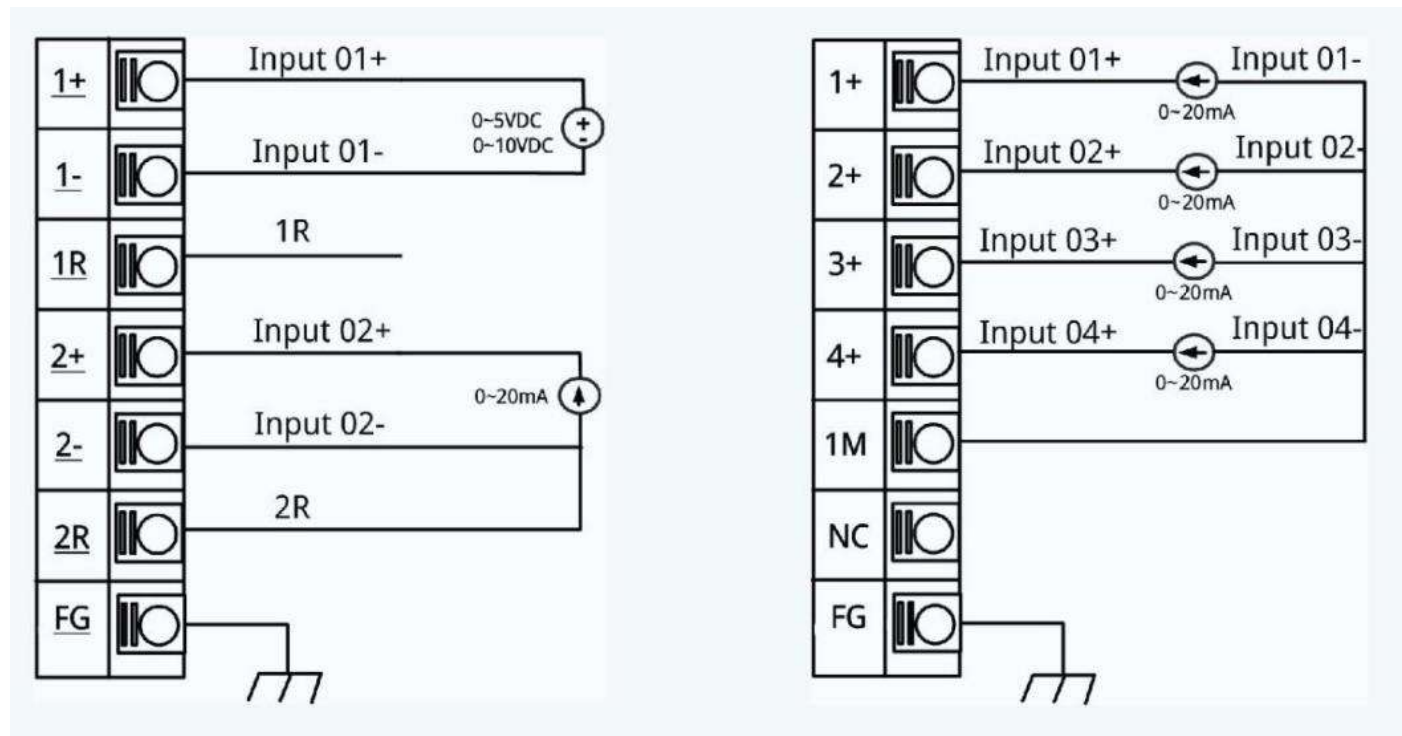 1+
Input 01+
0~5VDC
0~10VDC
+
-
1-
Input 01-
1R
1R
2+
Input 02+
0~20mA
2-
Input 02-
2R
2R
FG
1+
Input 01+
Input 01-
0~20mA
2+
Input 02+
Input 02-
0~20mA
3+
Input 03+
Input 03-
0~20mA
4+
Input 04+
Input 04-
0~20mA
1M
NC
FG